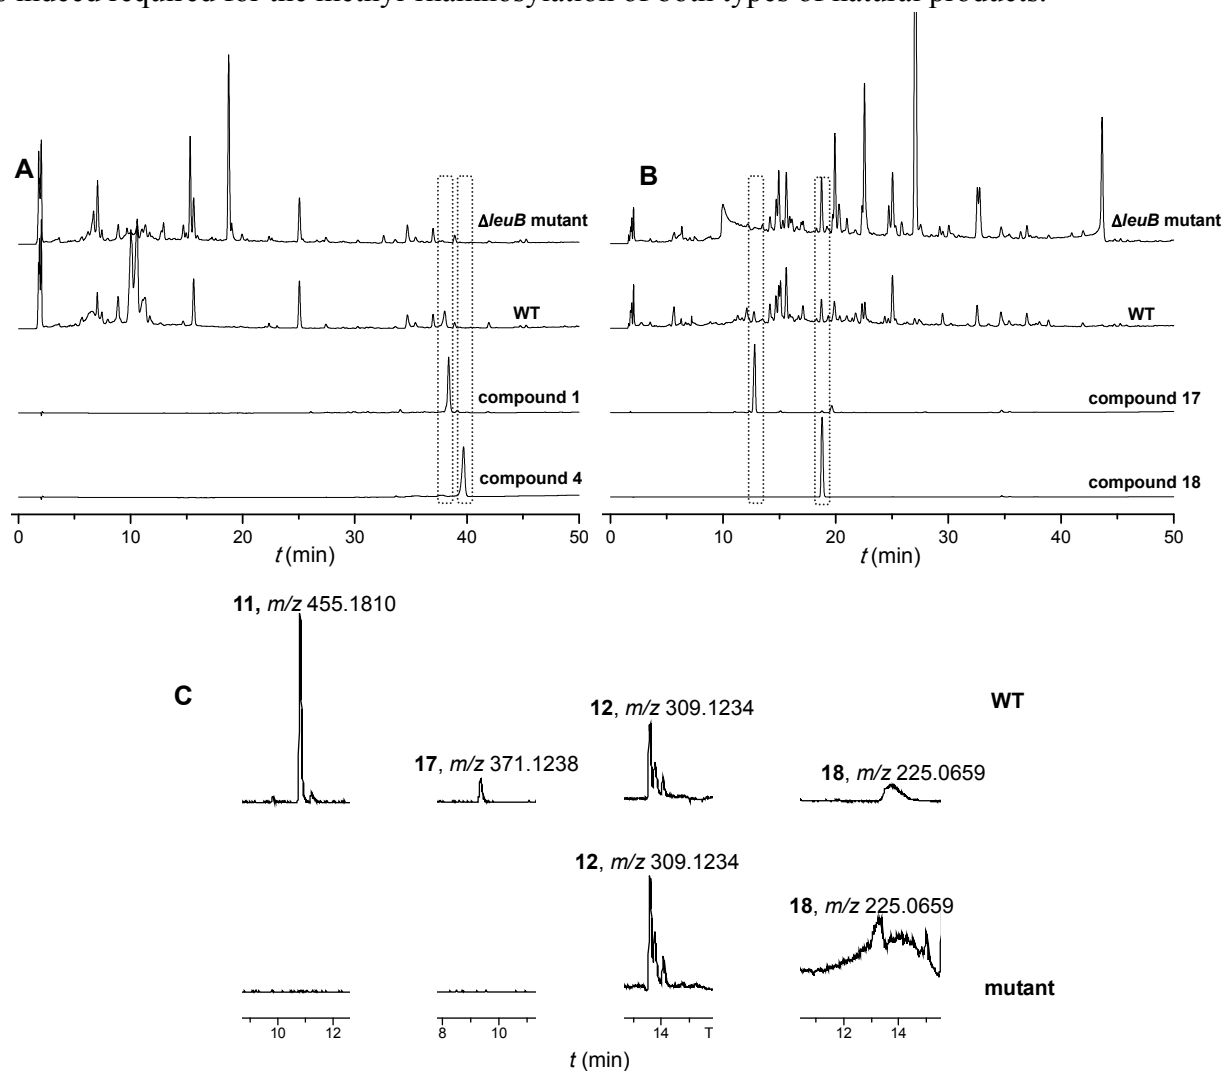 indeed required for the methyl-rhamnosylation of both types of natural products.
A
B
ΔleuB mutant
ΔleuB mutant
WT
WT
compound 1
compound 17
compound 4
compound 18
0 10 20 30 40 50
0 10 20 30 40 50
t (min)
t (min)
11, m/z 455.1810
C
12, m/z 309.1234
WT
17, m/z 371.1238
18, m/z 225.0659
12, m/z 309.1234
18, m/z 225.0659
mutant
10 12
8 10
14 T
12 14
t (min)